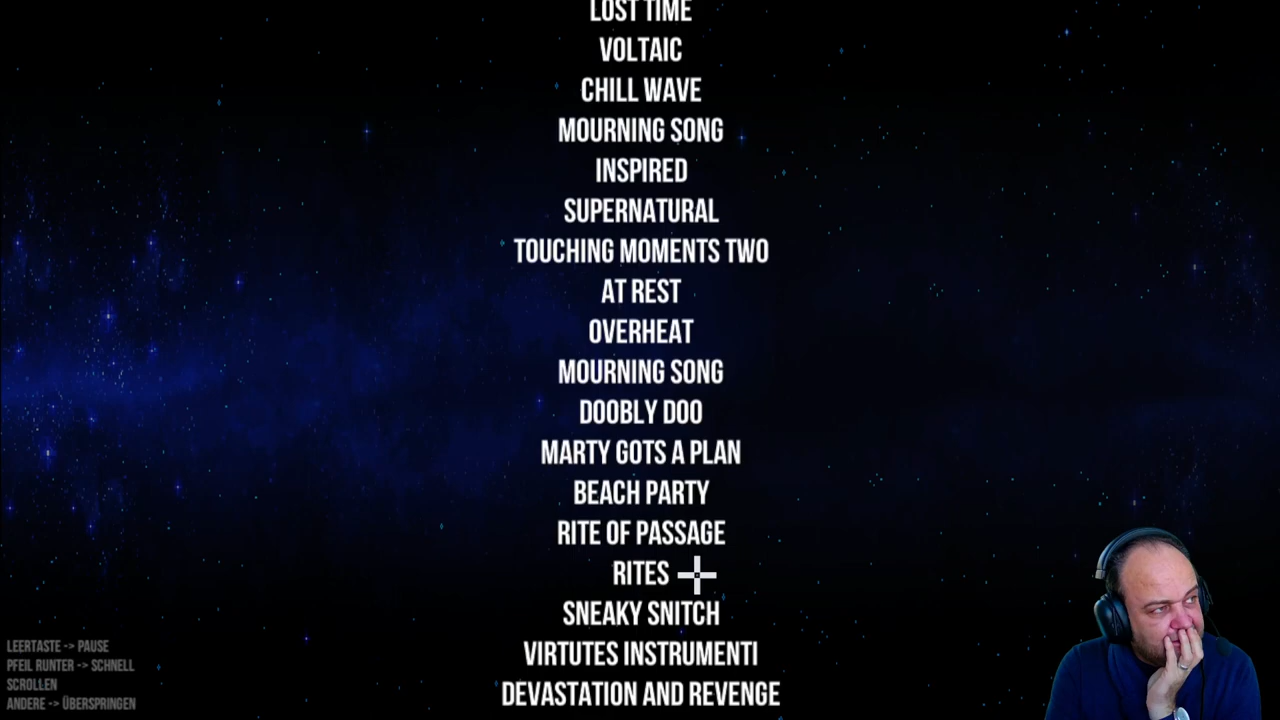 LOST TIME
VOLTAIC
CHILL WAVE
MOURNING SONG
INSPIRED
SUPERNATURAL
TOUCHING MOMENTS TWO
AT REST
OVERHEAT
MOURNING SONG
DOOBLY DOO
MARTY GOTS A PLAN
BEACH PARTY
RITE OF PASSAGE
RITES
SNEAKY SNITCH
VIRTUTES INSTRUMENTI
DEVASTATION AND REVENGE
LEERTASTE -> PAUSE
PFEIL RUNTER -> SCHNELL
SCROLLEN
ANDERE -> ÜBERSPRINGEN